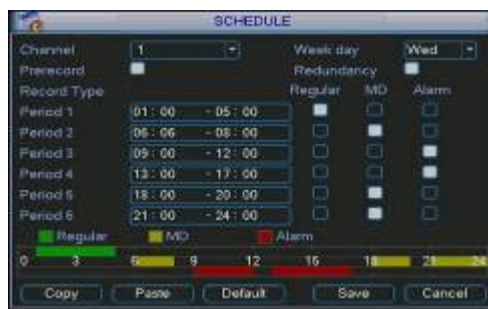 SCHEDULE
Channel 1 Week day Wed
Prerecord Redundancy
Record Type Regular MD Alarm
Period 1 01:00 - 05:00
Period 2 06:06 - 08:00
Period 3 09:00 - 12:00
Period 4 13:00 - 17:00
Period 5 18:00 - 20:00
Period 6 21:00 - 24:00
Regular MD Alarm
0 3 6 9 12 15 18 21 24
Copy Paste Default Save Cancel